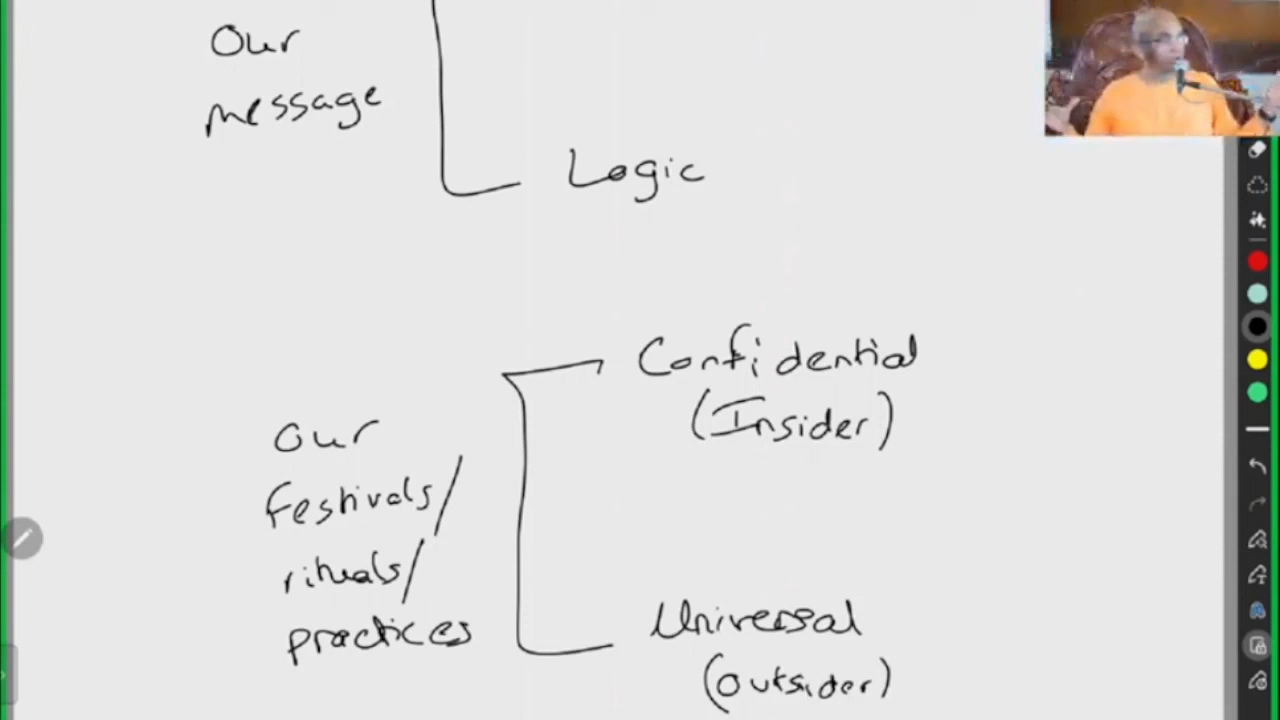 Our
message
Logic
Confidential
(Insider)
Our
festivals/
rituals/
practices
Universal
(Outsider)